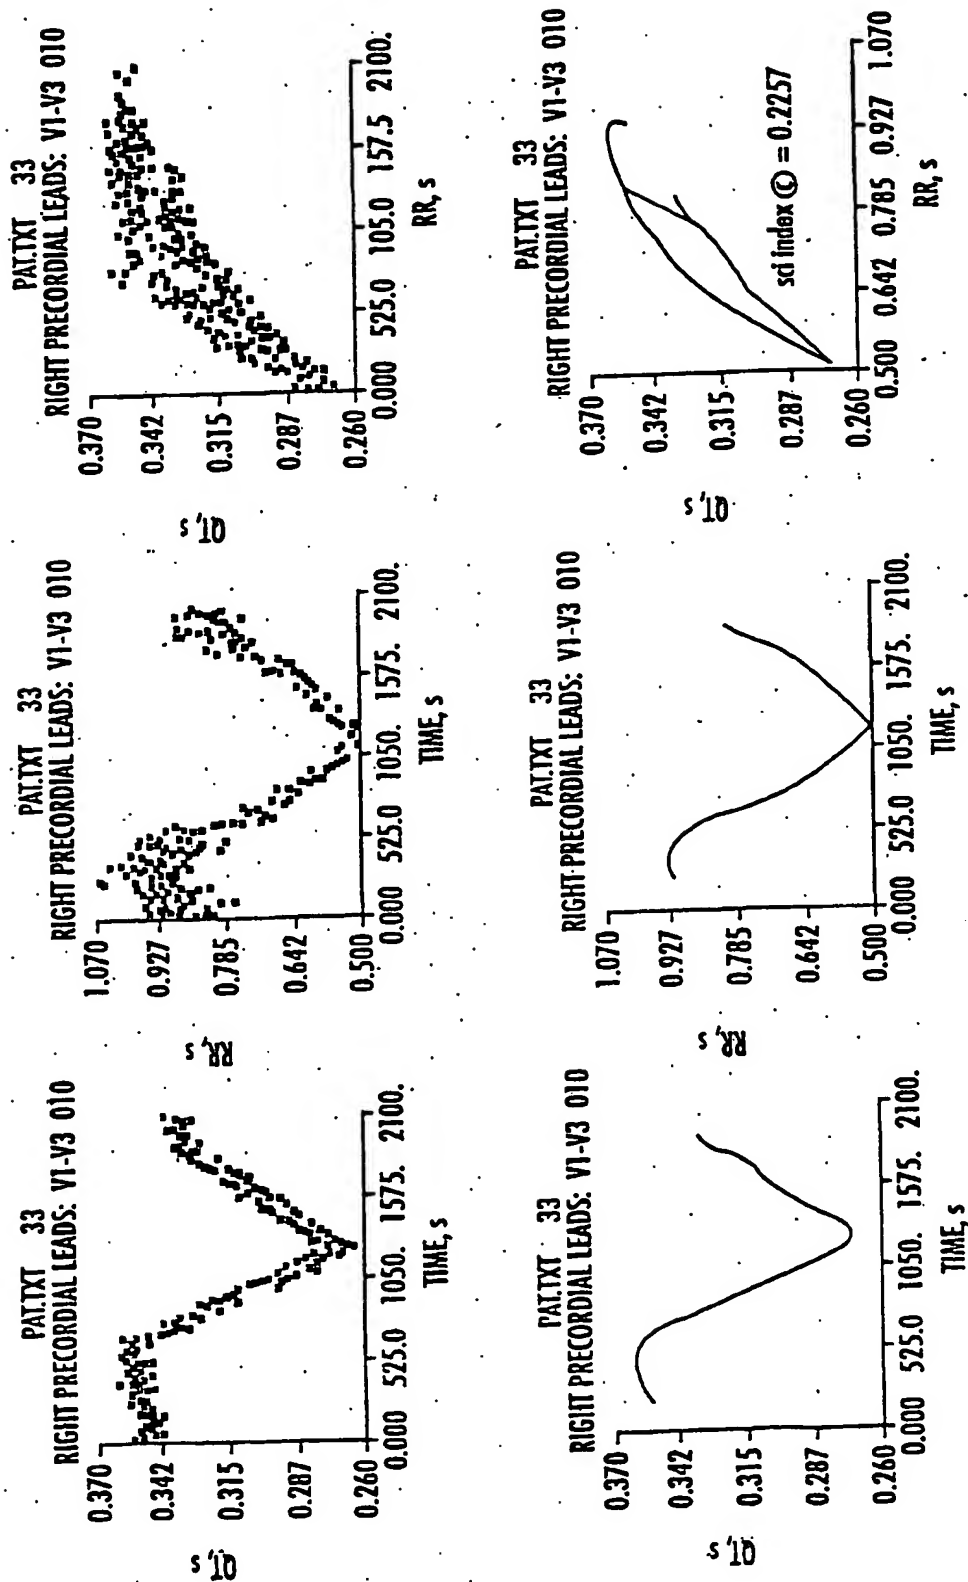 PAT.TXT 33
RIGHT PRECORDIAL LEADS: V1-V3 010
0.370
0.342
0.315
0.287
0.260
QT, s
0.000 525.0 1050. 1575. 2100.
TIME, s
PAT.TXT 33
RIGHT PRECORDIAL LEADS: V1-V3 010
1.070
0.927
0.785
0.642
0.500
RR, s
0.000 525.0 1050. 1575. 2100.
TIME, s
PAT.TXT 33
RIGHT PRECORDIAL LEADS: V1-V3 010
0.370
0.342
0.315
0.287
0.260
QT, s
0.000 525.0 105.0 157.5 2100.
RR, s
PAT.TXT 33
RIGHT PRECORDIAL LEADS: V1-V3 010
0.370
0.342
0.315
0.287
0.260
QT, s
0.000 525.0 1050. 1575. 2100.
TIME, s
PAT.TXT 33
RIGHT PRECORDIAL LEADS: V1-V3 010
1.070
0.927
0.785
0.642
0.500
RR, s
0.000 525.0 1050. 1575. 2100.
TIME, s
PAT.TXT 33
RIGHT PRECORDIAL LEADS: V1-V3 010
0.370
0.342
0.315
0.287
0.260
QT, s
sci index © = 0.2257
0.500 0.642 0.785 0.927 1.070
RR, s